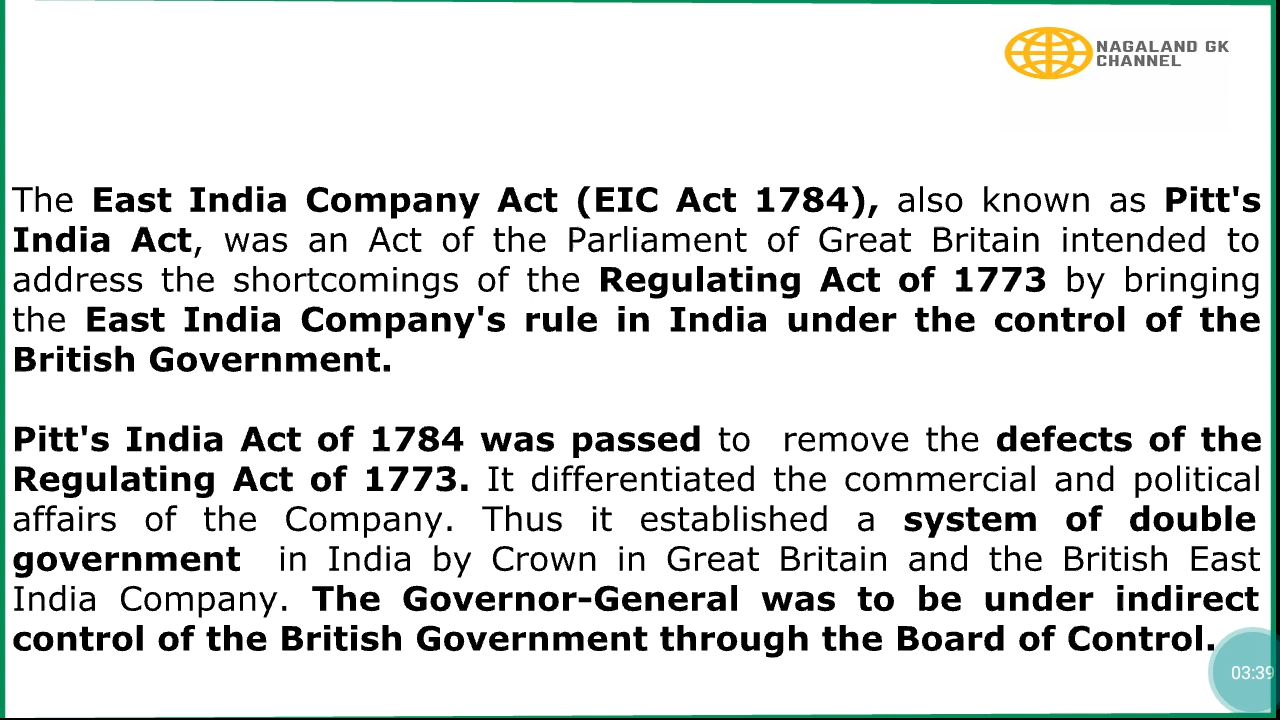 NAGALAND GK
CHANNEL
The East India Company Act (EIC Act 1784), also known as Pitt's
India Act, was an Act of the Parliament of Great Britain intended to
address the shortcomings of the Regulating Act of 1773 by bringing
the East India Company's rule in India under the control of the
British Government.
Pitt's India Act of 1784 was passed to remove the defects of the
Regulating Act of 1773. It differentiated the commercial and political
affairs of the Company. Thus it established a system of double
government in India by Crown in Great Britain and the British East
India Company. The Governor-General was to be under indirect
control of the British Government through the Board of Control.
03:39